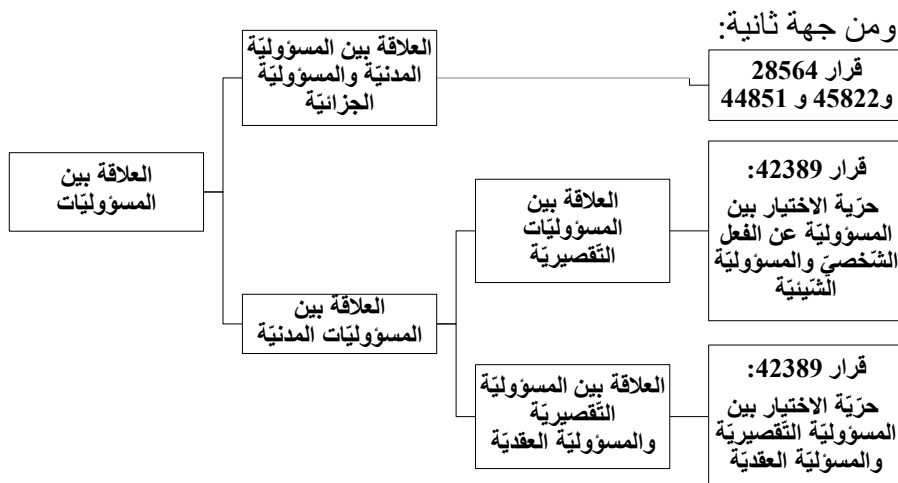 ومن جهة ثانية:
العلاقة بين المسؤوليّة
المدنيّة والمسؤوليّة
الجزائيّة
قرار 28564
و45822 و 44851
العلاقة بين
المسؤوليّات
العلاقة بين
المسؤوليّات
التّقصيريّة
قرار 42389:
حرّية الاختيار بين
المسؤوليّة عن الفعل
الشّخصيّ والمسؤوليّة
الشّيئيّة
العلاقة بين
المسؤوليّات المدنيّة
العلاقة بين المسؤوليّة
التّقصيريّة
والمسؤوليّة العقديّة
قرار 42389:
حرّيّة الاختيار بين
المسؤوليّة التّقصيريّة
والمسؤليّة العقديّة